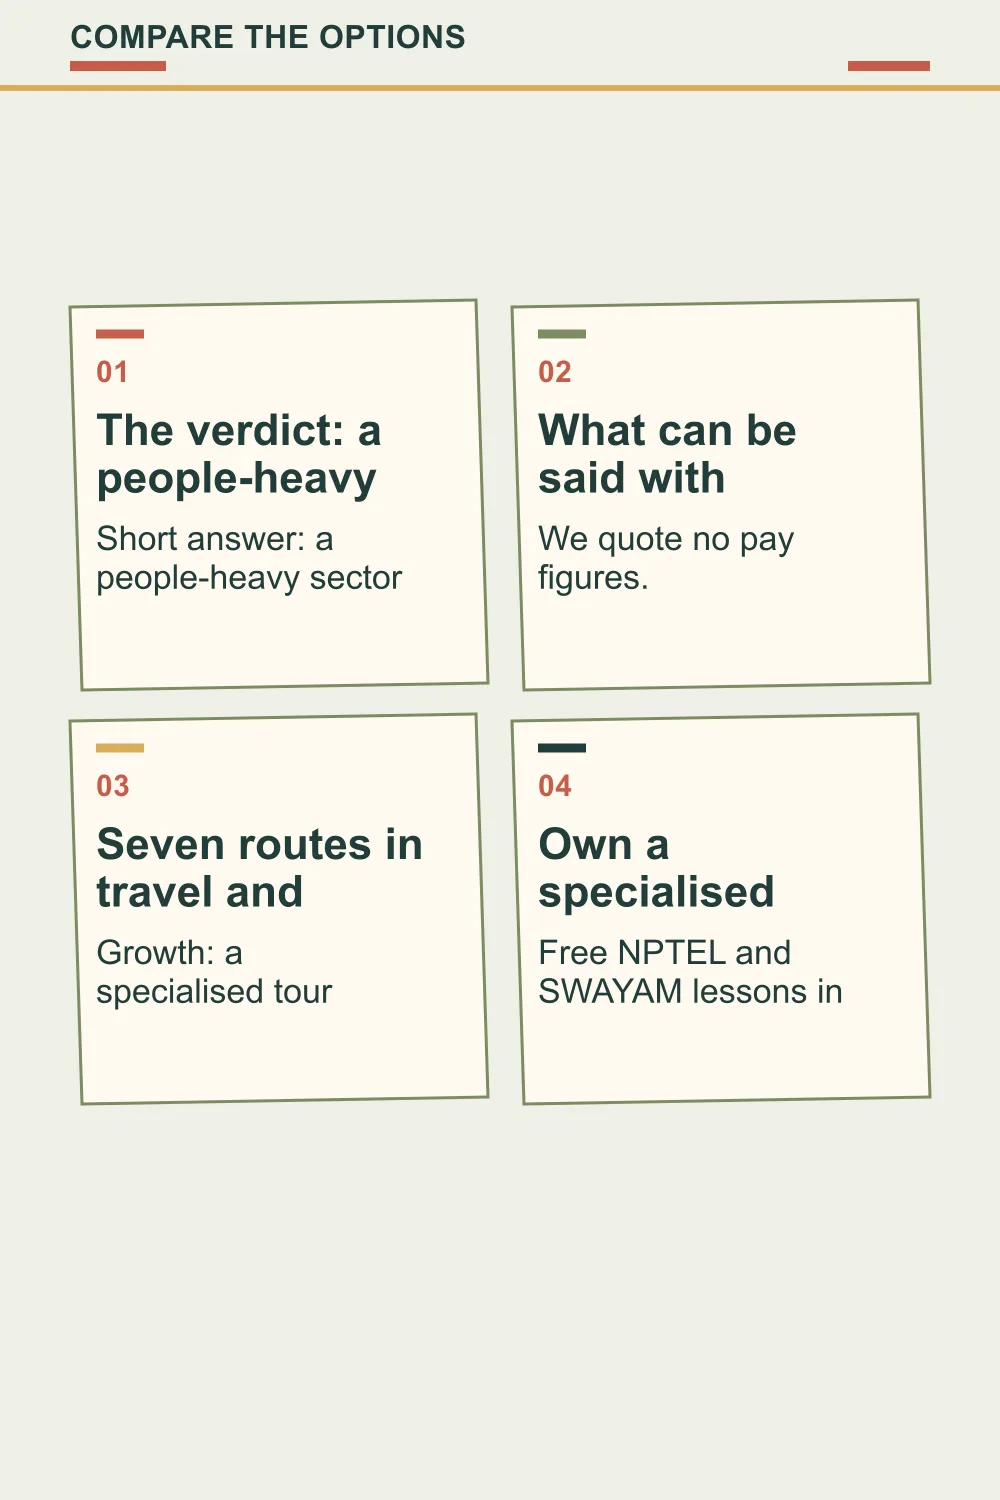 COMPARE THE OPTIONS
01
The verdict: a
people-heavy
Short answer: a
people-heavy sector
02
What can be
said with
We quote no pay
figures.
03
Seven routes in
travel and
Growth: a
specialised tour
04
Own a
specialised
Free NPTEL and
SWAYAM lessons in